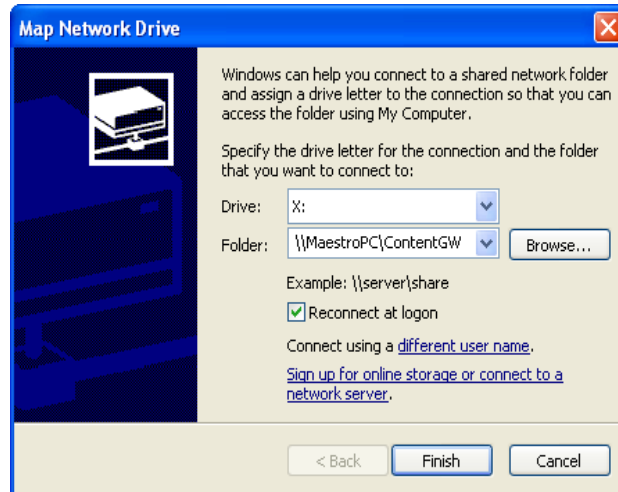 Map Network Drive
Windows can help you connect to a shared network folder
and assign a drive letter to the connection so that you can
access the folder using My Computer.
Specify the drive letter for the connection and the folder
that you want to connect to:
Drive: X:
Folder: \\MaestroPC\ContentGW Browse...
Example: \\server\share
Reconnect at logon
Connect using a different user name.
Sign up for online storage or connect to a
network server.
< Back Finish Cancel